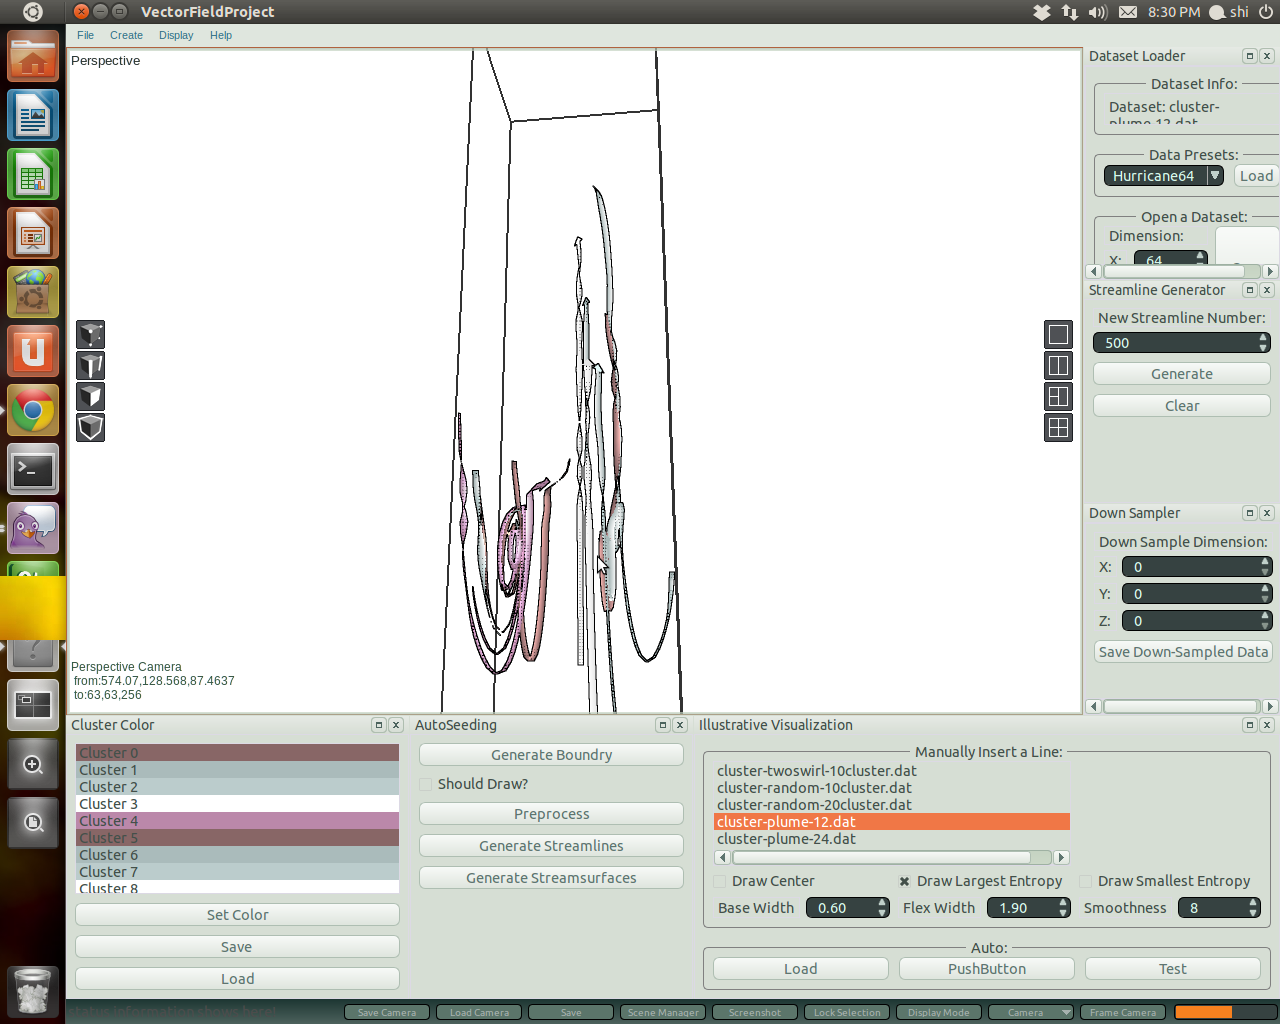 VectorFieldProject
8:30 PM
shi
File Create Display Help
Perspective
Perspective Camera
from:574.07,128.568,87.4637
to:63,63,256
Dataset Loader
Dataset Info:
Dataset: cluster-
plume-12.dat
Data Presets:
Hurricane64
Load
Open a Dataset:
Dimension:
X: 64
Streamline Generator
New Streamline Number:
500
Generate
Clear
Down Sampler
Down Sample Dimension:
X: 0
Y: 0
Z: 0
Save Down-Sampled Data
Cluster Color
Cluster 0
Cluster 1
Cluster 2
Cluster 3
Cluster 4
Cluster 5
Cluster 6
Cluster 7
Cluster 8
Set Color
Save
Load
AutoSeeding
Generate Boundry
Should Draw?
Preprocess
Generate Streamlines
Generate Streamsurfaces
Illustrative Visualization
Manually Insert a Line:
cluster-twoswirl-10cluster.dat
cluster-random-10cluster.dat
cluster-random-20cluster.dat
cluster-plume-12.dat
cluster-plume-24.dat
Draw Center Draw Largest Entropy Draw Smallest Entropy
Base Width 0.60 Flex Width 1.90 Smoothness 8
Auto:
Load PushButton Test
status information shows here!
Save Camera Load Camera Save Scene Manager Screenshot Lock Selection Display Mode Camera Frame Camera